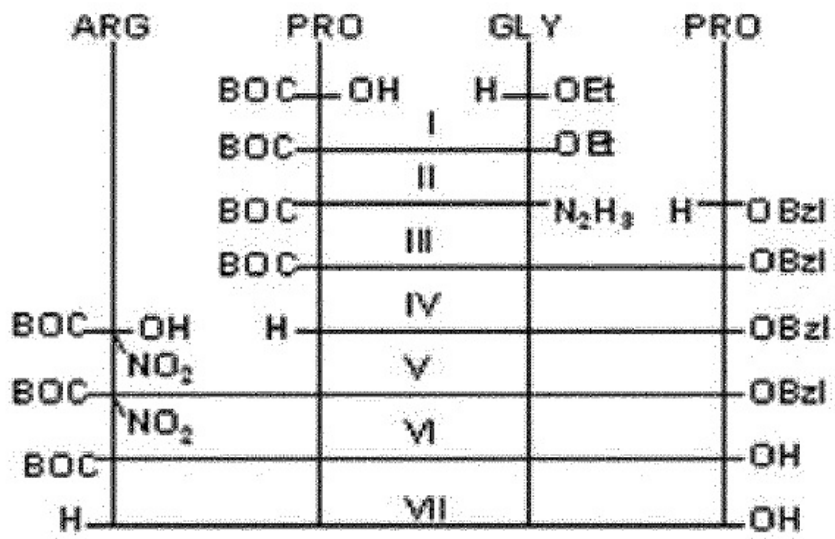 ARG PRO GLY PRO
BOC OH H OEt
I
BOC OEt
II
BOC N₂H₃ H OBzl
III
BOC OBzl
IV
BOC OH H OBzl
NO₂
V
BOC OBzl
NO₂
VI
BOC OH
VII
H OH